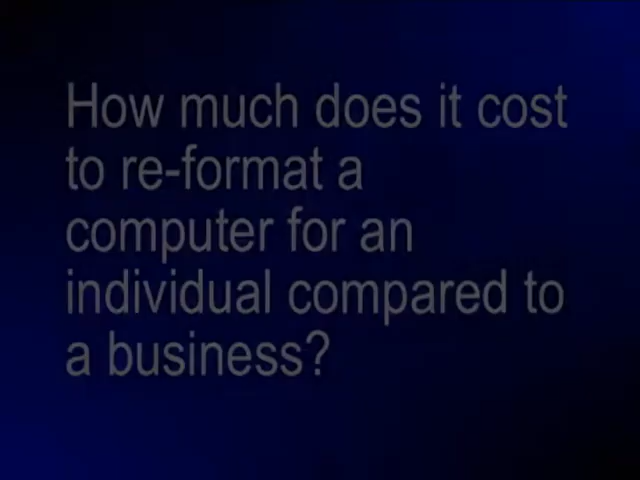 How much does it cost
to re-format a
computer for an
individual compared to
a business?